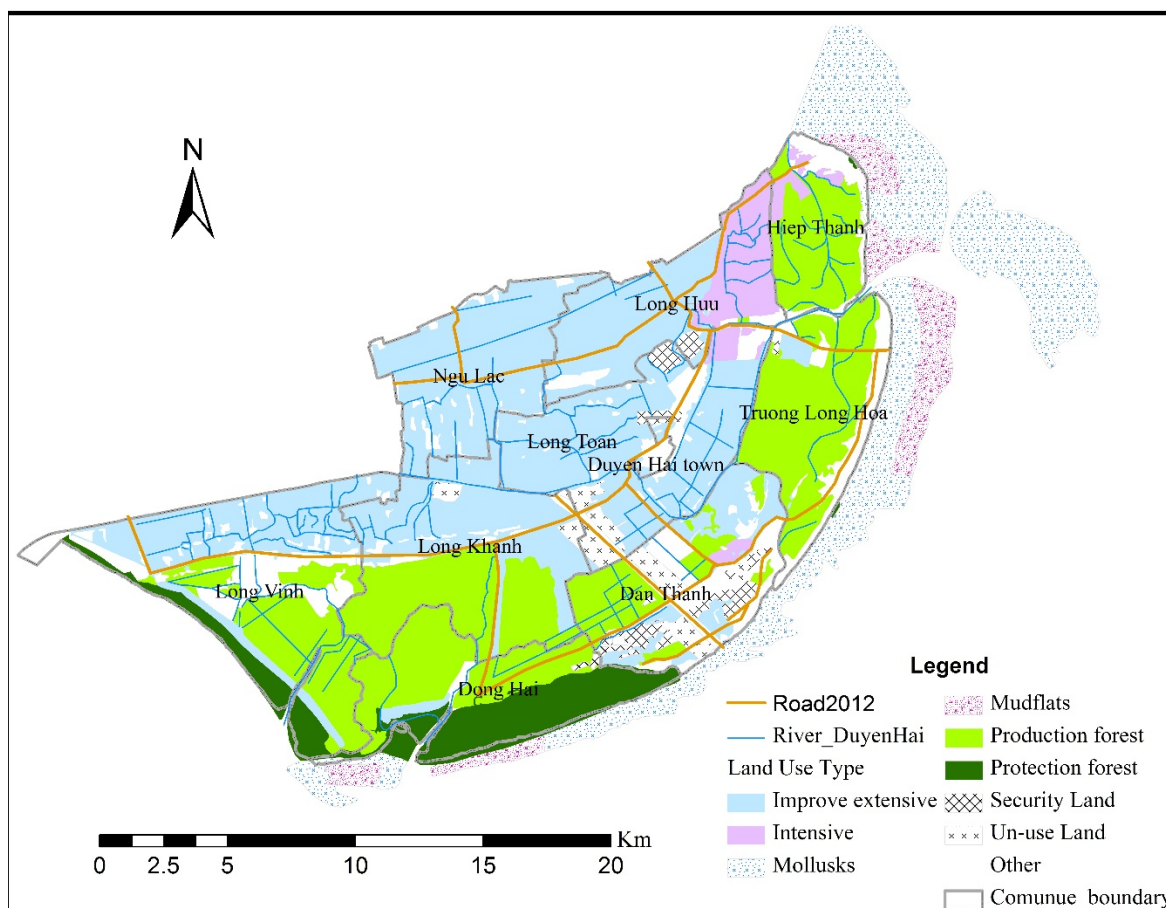 N
Hiep Thanh
Long Huu
Ngu Lac
Truong Long Hoa
Long Toan
Duyen Hai town
Long Khanh
Long Vinh
Dan Thanh
Dong Hai
Legend
Road2012
River_DuyenHai
Land Use Type
Improve extensive
Intensive
Mollusks
Mudflats
Production forest
Protection forest
Security Land
Un-use Land
Other
Comunue boundary
Km
0 2.5 5 10 15 20